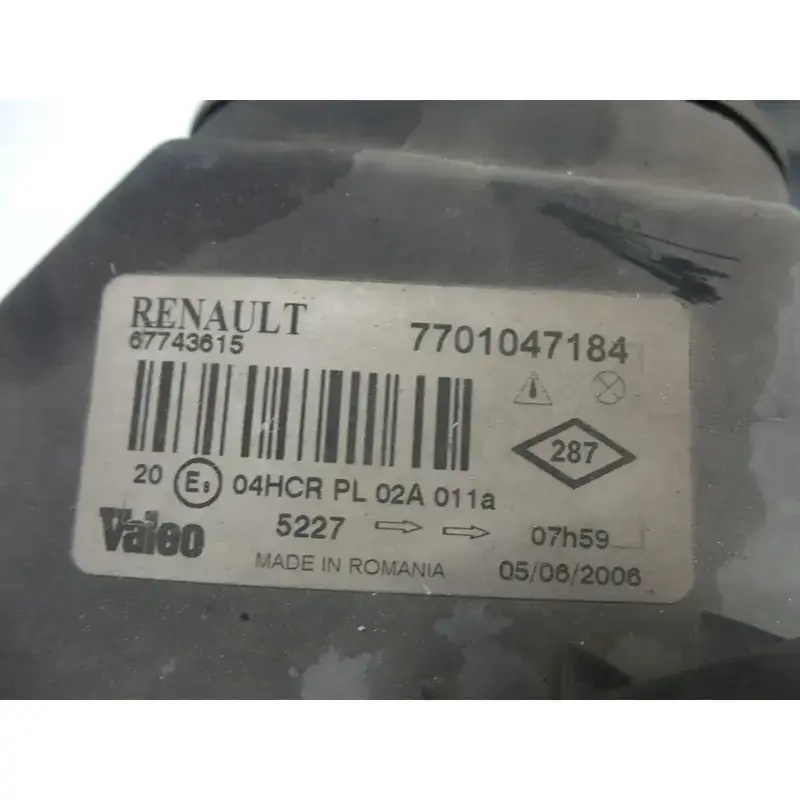 RENAULT 7701047184
67743615
287
20 E9 04HCR PL 02A 011a
Valeo 5227 07h59
MADE IN ROMANIA 05/06/2006